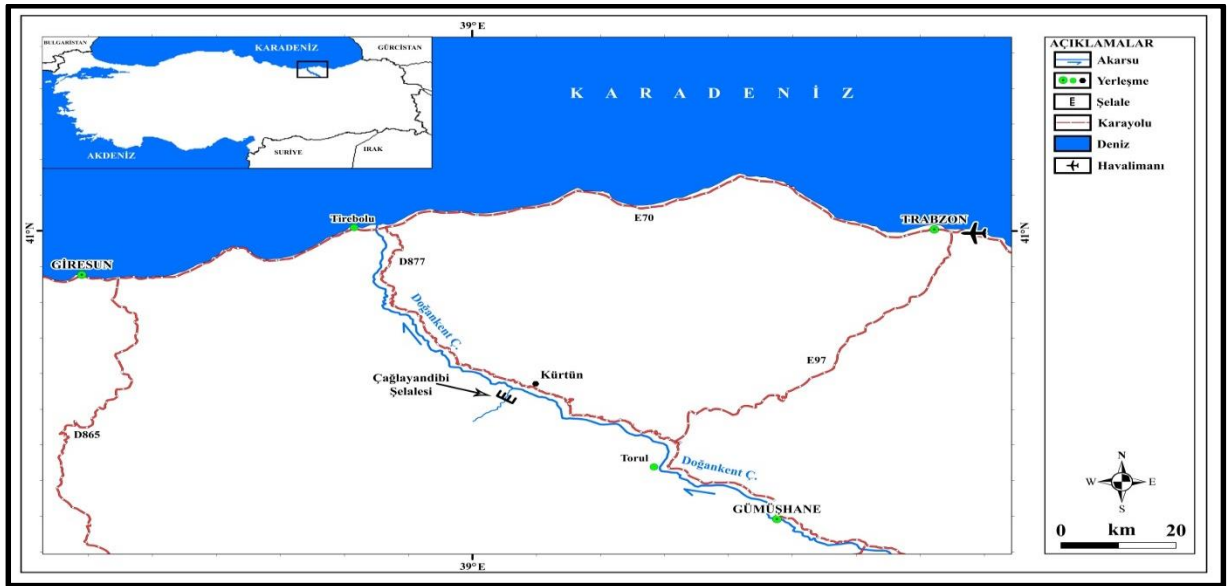 39°E
BULGARİSTAN
KARADENİZ
GÜRCİSTAN
AKDENİZ
SURİYE
IRAK
KARADENİZ
AÇIKLAMALAR
Akarsu
Yerleşme
Şelale
Karayolu
Deniz
Havalimanı
41°N
Tirebolu
E70
TRABZON
41°N
GİRESUN
D877
Doğankent Ç.
E97
Kürtün
Çağlayandibi
Şelalesi
D865
Torul
Doğankent Ç.
GÜMÜŞHANE
N
W E
S
0 km 20
39°E